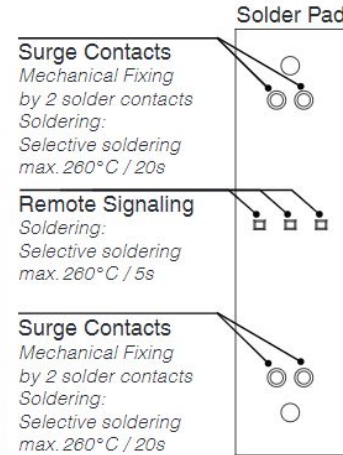 Solder Pad
Surge Contacts
Mechanical Fixing
by 2 solder contacts
Soldering:
Selective soldering
max. 260°C / 20s
Remote Signaling
Soldering:
Selective soldering
max. 260°C / 5s
Surge Contacts
Mechanical Fixing
by 2 solder contacts
Soldering:
Selective soldering
max. 260°C / 20s